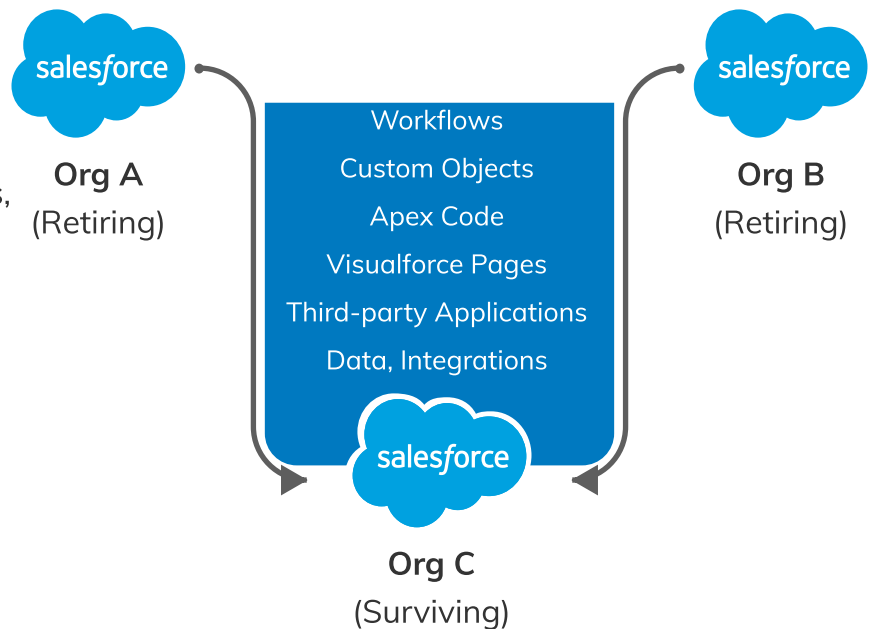 salesforce
Org A
(Retiring)
s,
salesforce
Org B
(Retiring)
Workflows
Custom Objects
Apex Code
Visualforce Pages
Third-party Applications
Data, Integrations
salesforce
Org C
(Surviving)